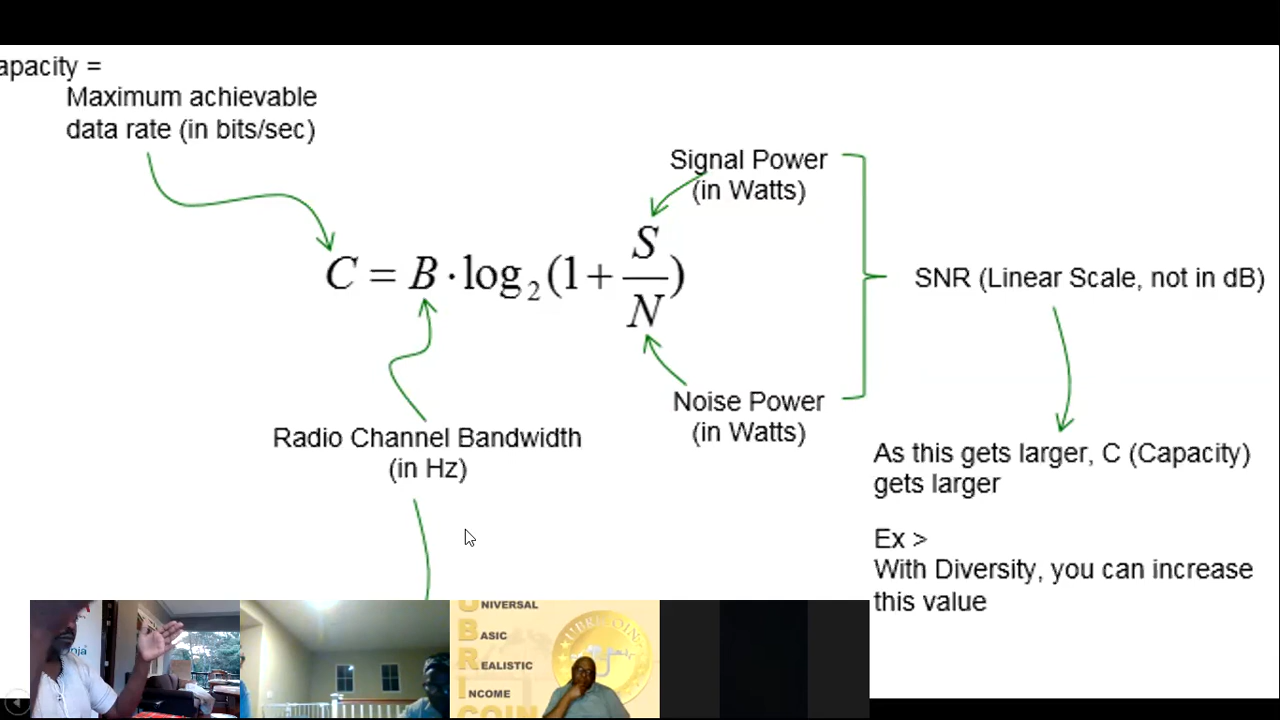 apacity =
Maximum achievable
data rate (in bits/sec)
Signal Power
(in Watts)
C = B · log₂(1 + S/N)
SNR (Linear Scale, not in dB)
Noise Power
(in Watts)
Radio Channel Bandwidth
(in Hz)
As this gets larger, C (Capacity)
gets larger
Ex >
With Diversity, you can increase
this value
UNIVERSAL
BASIC
REALISTIC
INCOME
COIN
UBRICOIN